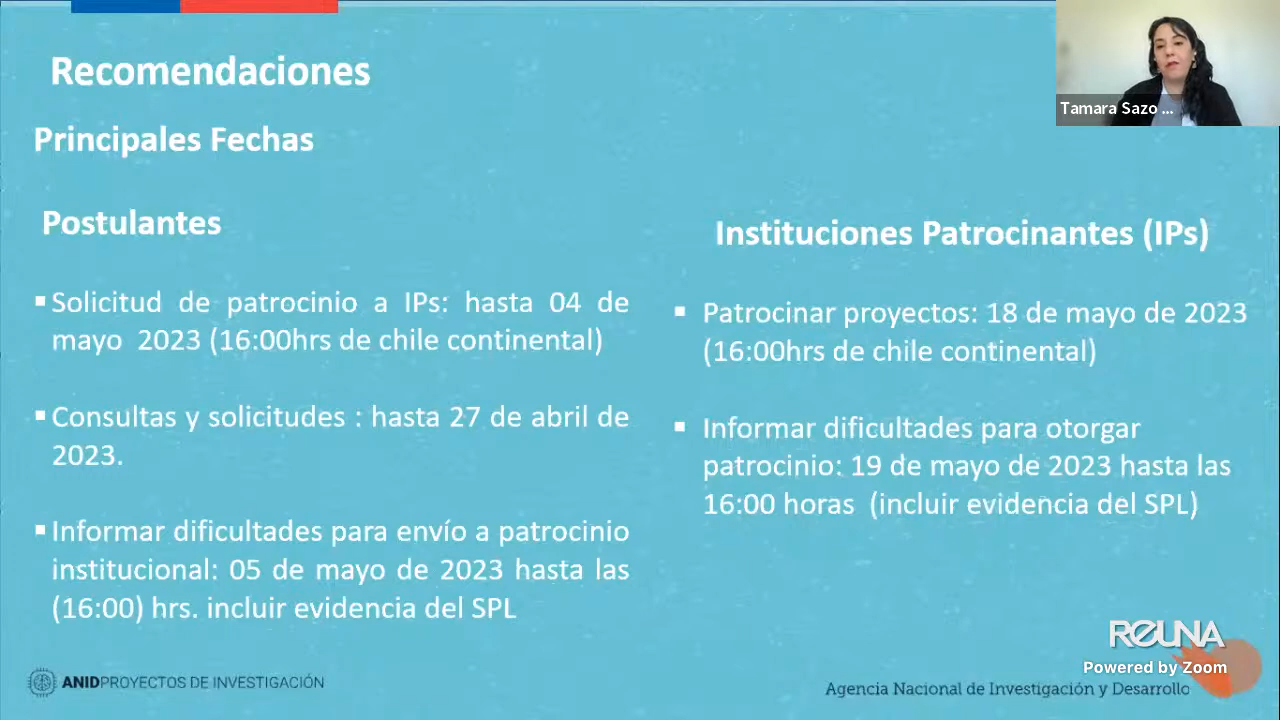 Recomendaciones
Tamara Sazo ...
Principales Fechas
Postulantes
▪Solicitud de patrocinio a IPs: hasta 04 de
mayo 2023 (16:00hrs de chile continental)
▪Consultas y solicitudes : hasta 27 de abril de
2023.
▪Informar dificultades para envío a patrocinio
institucional: 05 de mayo de 2023 hasta las
(16:00) hrs. incluir evidencia del SPL
Instituciones Patrocinantes (IPs)
▪ Patrocinar proyectos: 18 de mayo de 2023
(16:00hrs de chile continental)
▪ Informar dificultades para otorgar
patrocinio: 19 de mayo de 2023 hasta las
16:00 horas (incluir evidencia del SPL)
REUNA
Powered by Zoom
ANIDPROYECTOS DE INVESTIGACIÓN
Agencia Nacional de Investigación y Desarrollo